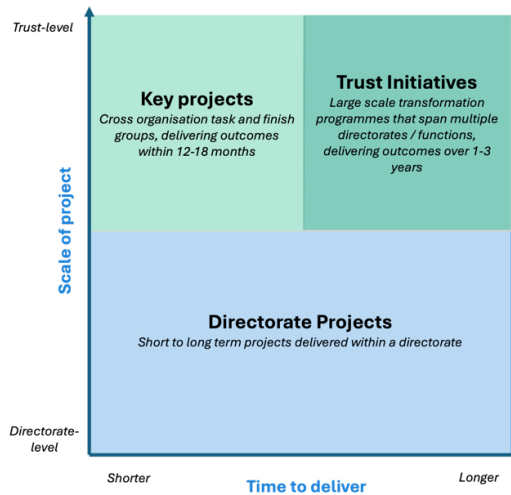 Trust-level
Key projects
Cross organisation task and finish
groups, delivering outcomes
within 12-18 months
Trust Initiatives
Large scale transformation
programmes that span multiple
directorates / functions,
delivering outcomes over 1-3
years
Scale of project
Directorate Projects
Short to long term projects delivered within a directorate
Directorate-
level
Shorter
Time to deliver
Longer